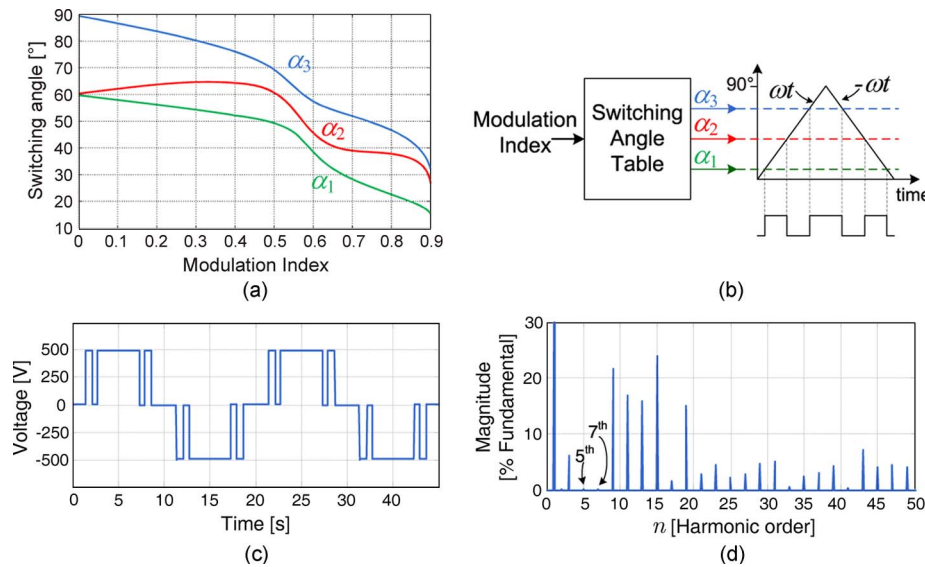 (a)
Switching angle [°]
90
80
70
60
50
40
30
20
10
α3
α2
α1
0 0.1 0.2 0.3 0.4 0.5 0.6 0.7 0.8 0.9
Modulation Index
(a)
(b)
Modulation
Index
Switching
Angle
Table
α3
α2
α1
90°
ωt
-ωt
time
(b)
Voltage [V]
500
250
0
-250
-500
0 5 10 15 20 25 30 40
Time [s]
(c)
Magnitude
[% Fundamental]
30
20
10
0
5th
7th
0 5 10 15 20 25 30 35 40 45 50
n [Harmonic order]
(d)